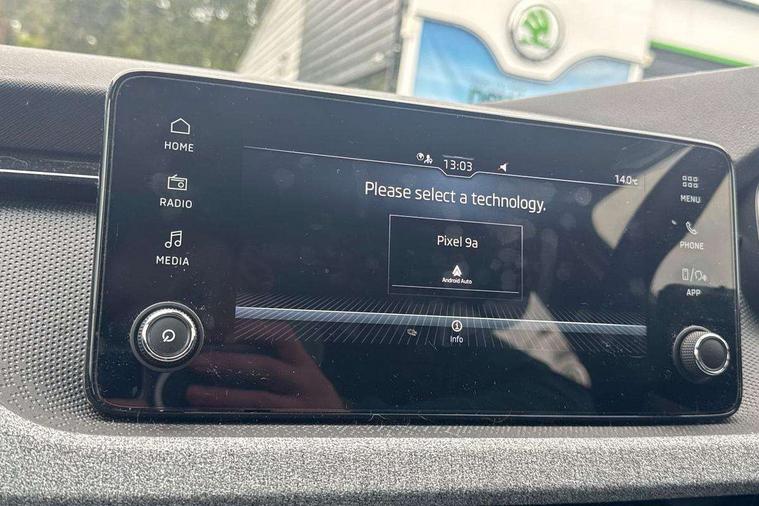 HOME
RADIO
MEDIA
13:03
14.0°C
Please select a technology.
Pixel 9a
Android Auto
Info
MENU
PHONE
APP